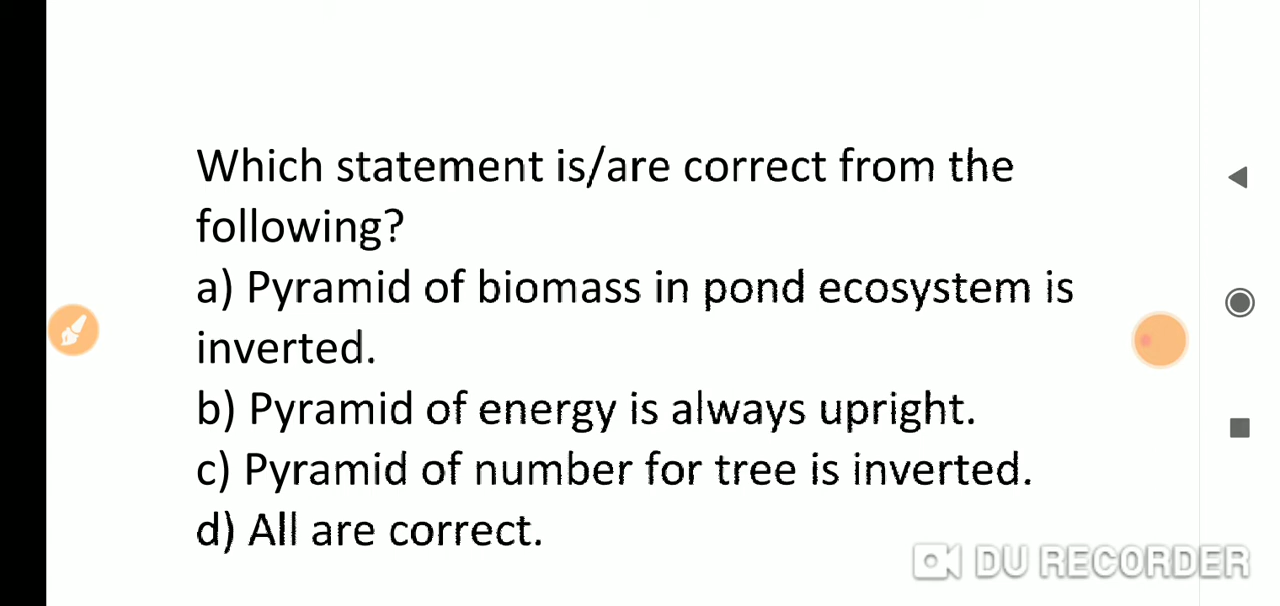 Which statement is/are correct from the
following?
a) Pyramid of biomass in pond ecosystem is
inverted.
b) Pyramid of energy is always upright.
c) Pyramid of number for tree is inverted.
d) All are correct.
DU RECORDER